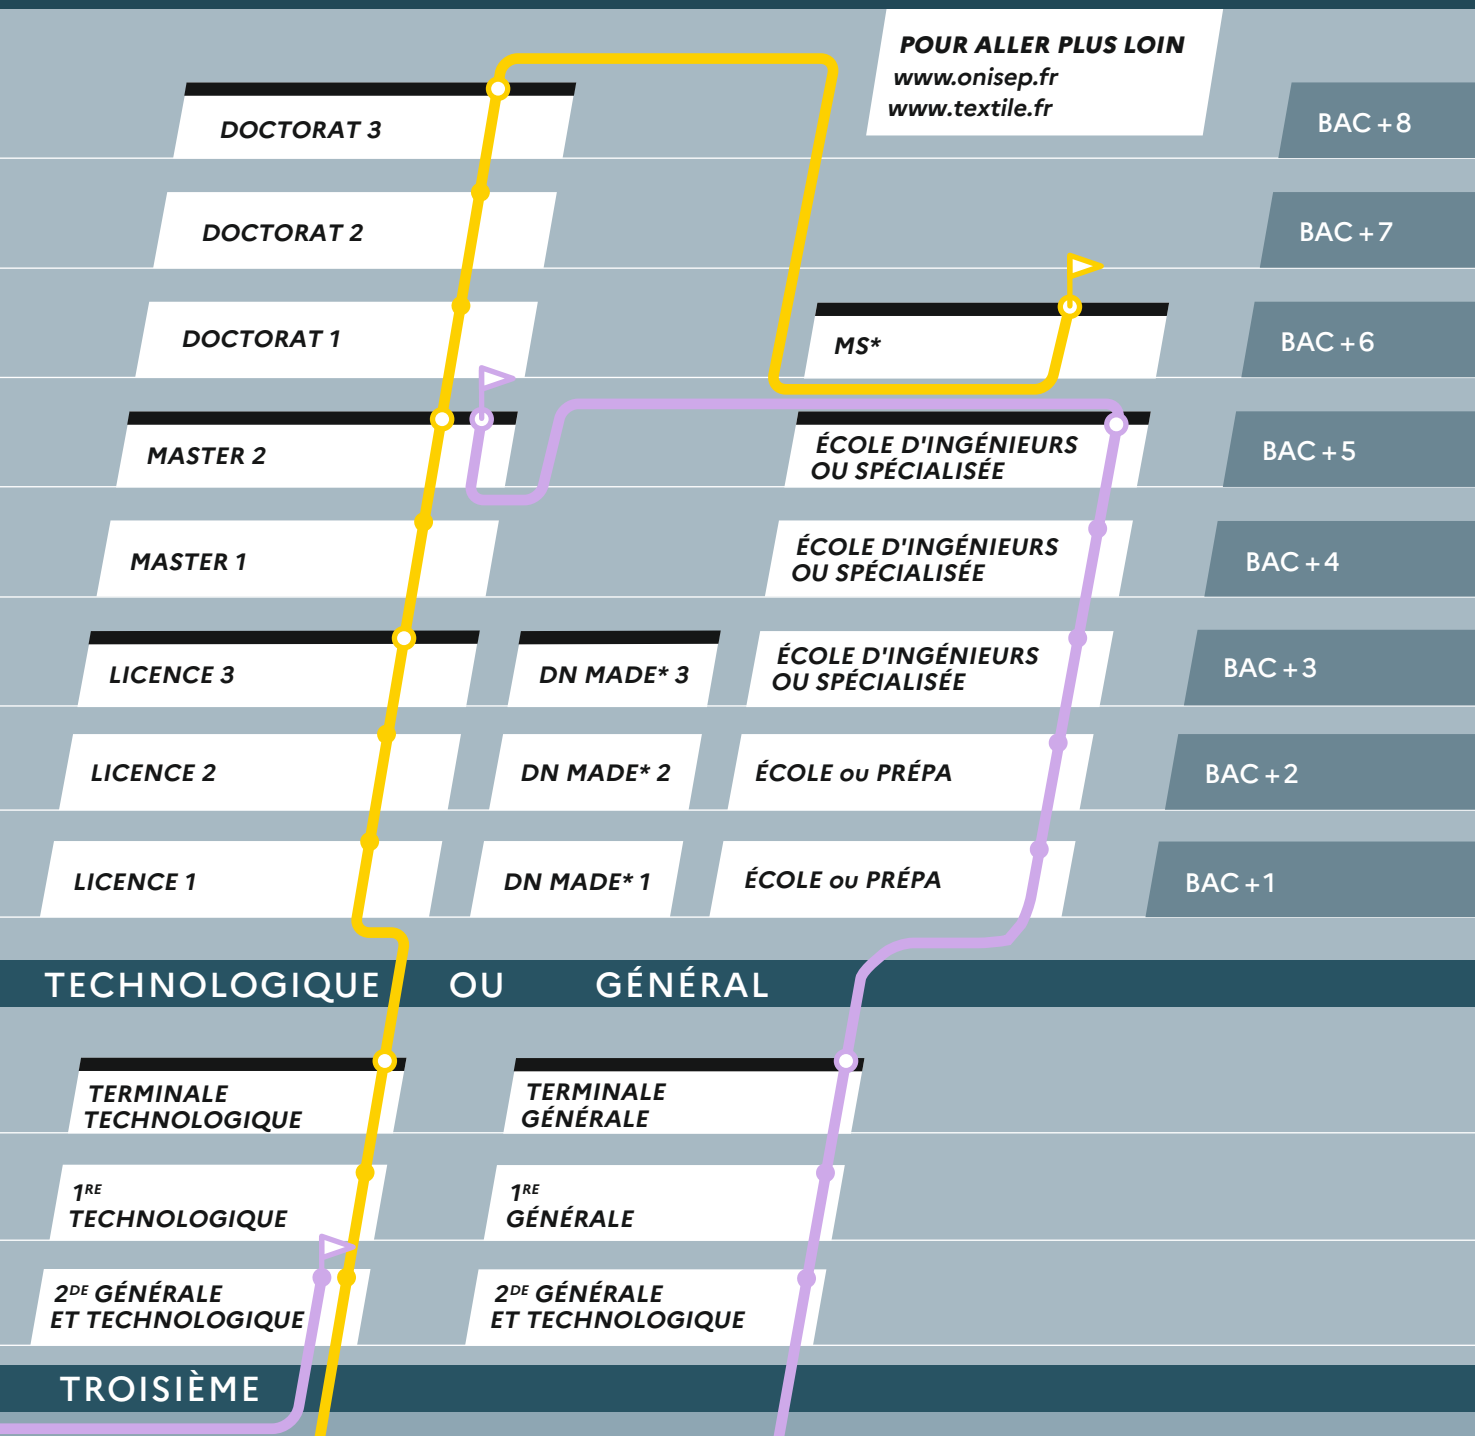 POUR ALLER PLUS LOIN
www.onisep.fr
www.textile.fr
DOCTORAT 3
BAC +8
DOCTORAT 2
BAC +7
DOCTORAT 1
MS*
BAC +6
MASTER 2
ÉCOLE D'INGÉNIEURS
OU SPÉCIALISÉE
BAC +5
MASTER 1
ÉCOLE D'INGÉNIEURS
OU SPÉCIALISÉE
BAC +4
LICENCE 3
DN MADE* 3
ÉCOLE D'INGÉNIEURS
OU SPÉCIALISÉE
BAC +3
LICENCE 2
DN MADE* 2
ÉCOLE ou PRÉPA
BAC +2
LICENCE 1
DN MADE* 1
ÉCOLE ou PRÉPA
BAC +1
TECHNOLOGIQUE OU GÉNÉRAL
TERMINALE
TECHNOLOGIQUE
TERMINALE
GÉNÉRALE
1RE
TECHNOLOGIQUE
1RE
GÉNÉRALE
2DE GÉNÉRALE
ET TECHNOLOGIQUE
2DE GÉNÉRALE
ET TECHNOLOGIQUE
TROISIÈME